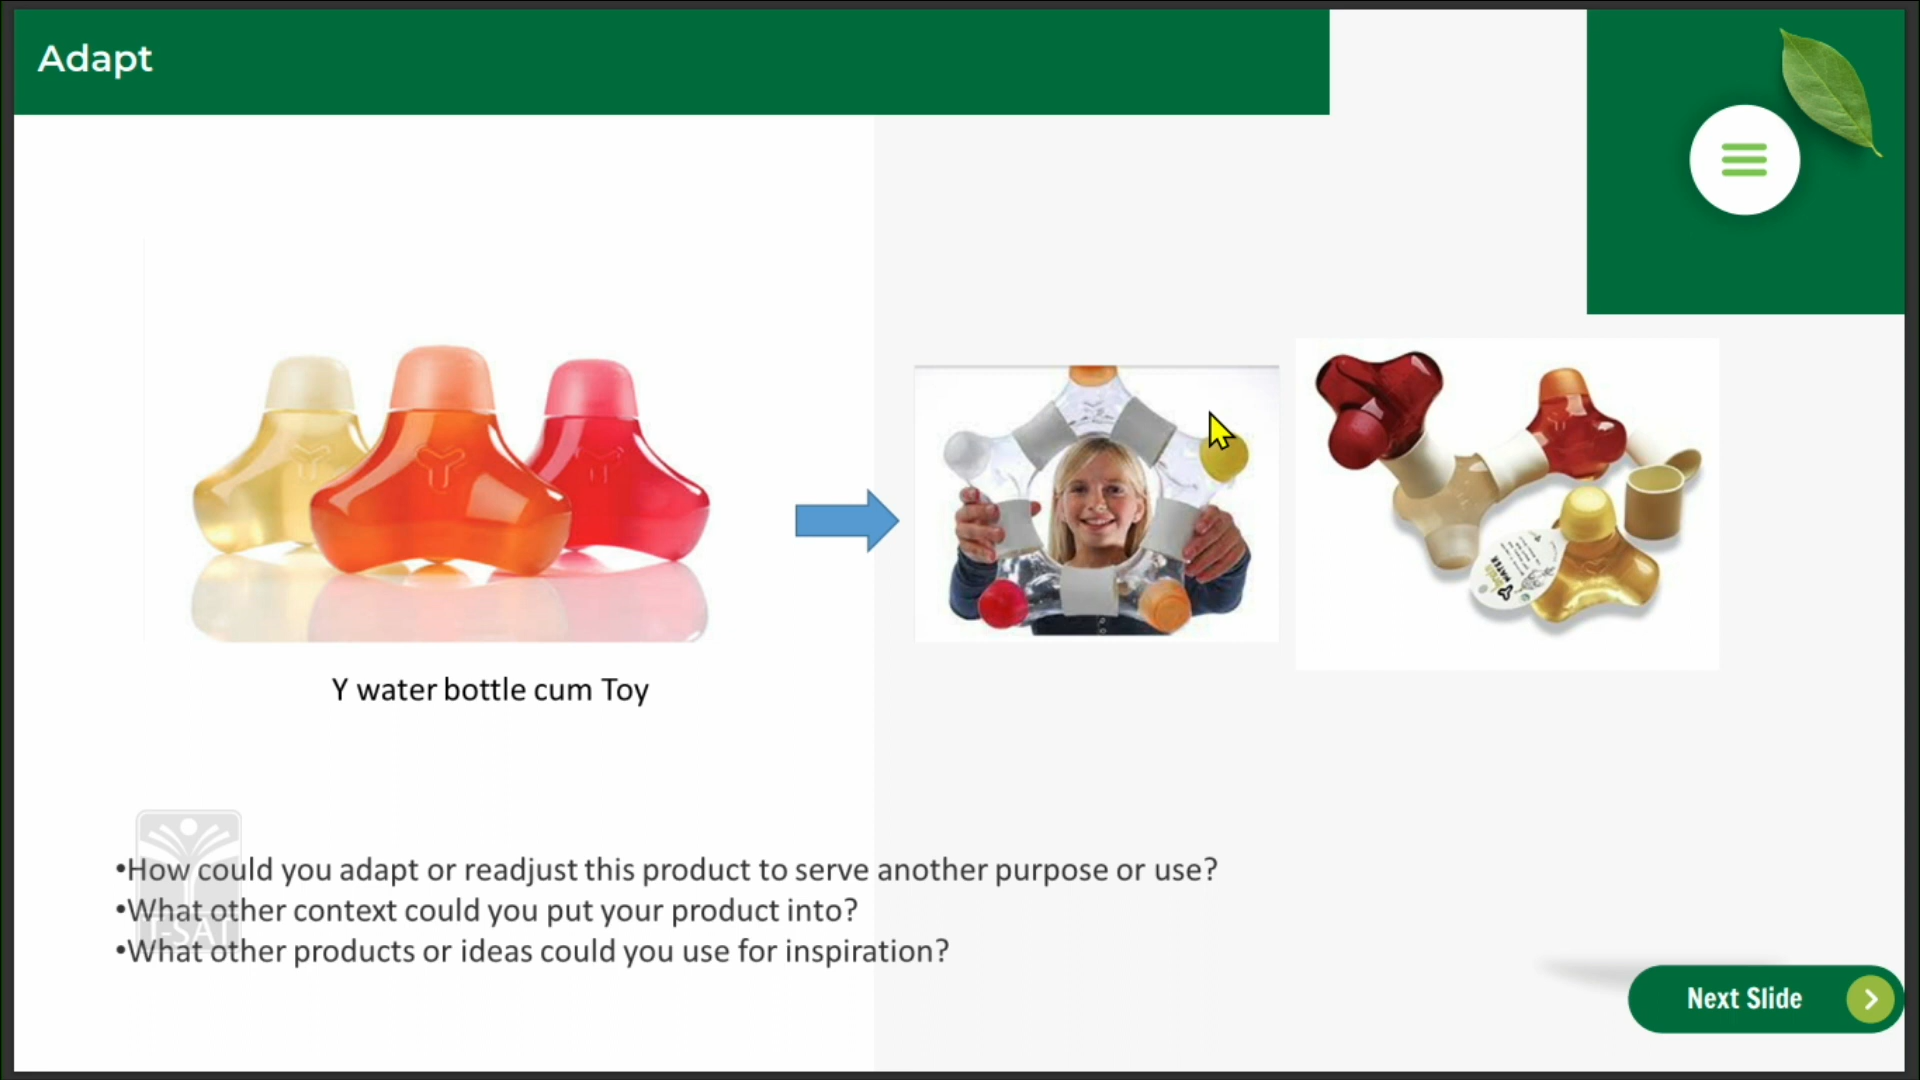 Adapt
Y water bottle cum Toy
•How could you adapt or readjust this product to serve another purpose or use?
•What other context could you put your product into?
•What other products or ideas could you use for inspiration?
T-SAT
Next Slide